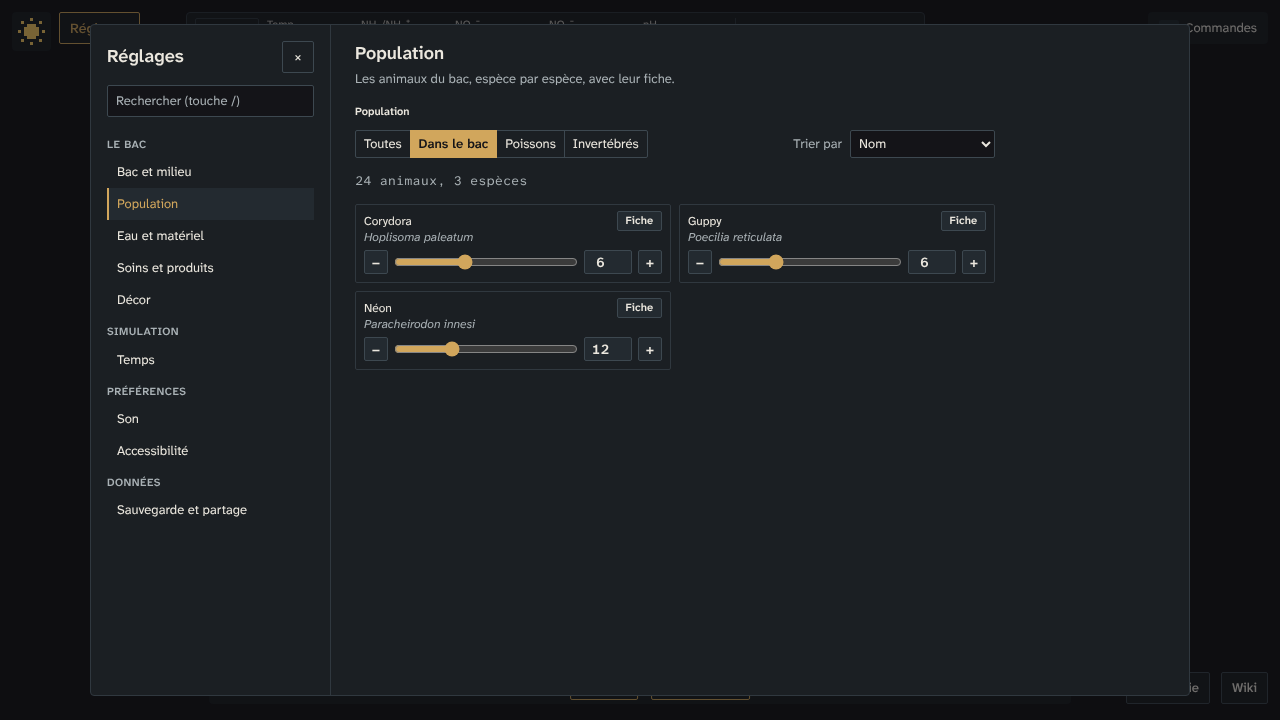 Réglages
×
Rechercher (touche /)
LE BAC
Bac et milieu
Population
Eau et matériel
Soins et produits
Décor
SIMULATION
Temps
PRÉFÉRENCES
Son
Accessibilité
DONNÉES
Sauvegarde et partage
Population
Les animaux du bac, espèce par espèce, avec leur fiche.
Population
Toutes Dans le bac Poissons Invertébrés
Trier par Nom
24 animaux, 3 espèces
Corydora Fiche
Hoplisoma paleatum
− 6 +
Guppy Fiche
Poecilia reticulata
− 6 +
Néon Fiche
Paracheirodon innesi
− 12 +
Commandes
Wiki